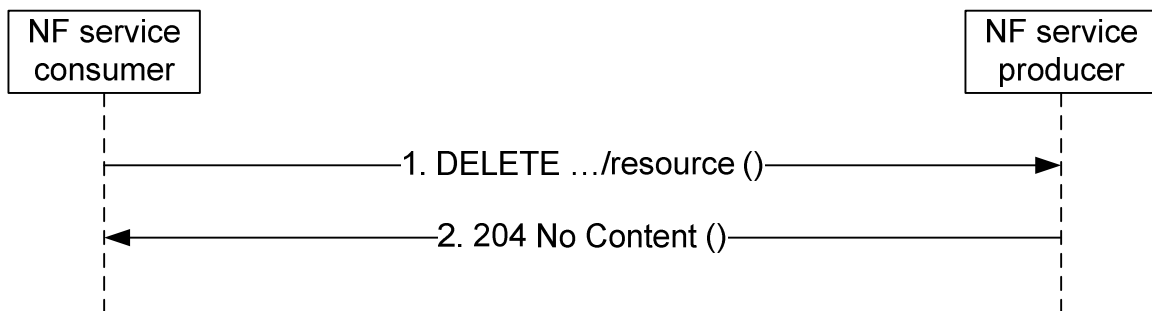 NF service
consumer
NF service
producer
1. DELETE …/resource ()
2. 204 No Content ()